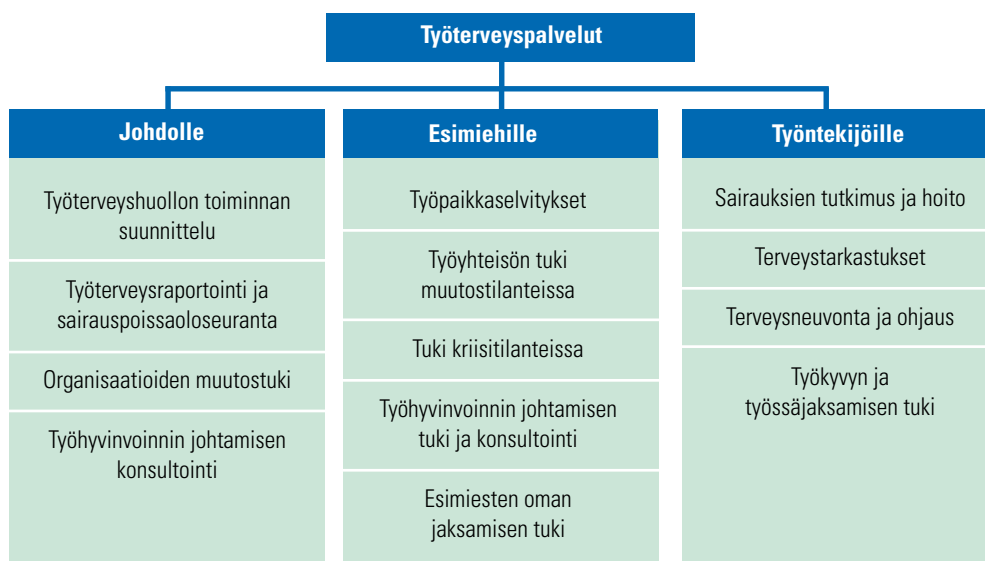 Työterveyspalvelut
Johdolle
Työterveyshuollon toiminnan
suunnittelu
Työterveysraportointi ja
sairauspoissaoloseuranta
Organisaatioiden muutostuki
Työhyvinvoinnin johtamisen
konsultointi
Esimiehille
Työpaikkaselvitykset
Työyhteisön tuki
muutostilanteissa
Tuki kriisitilanteissa
Työhyvinvoinnin johtamisen
tuki ja konsultointi
Esimiesten oman
jaksamisen tuki
Työntekijöille
Sairauksien tutkimus ja hoito
Terveystarkastukset
Terveysneuvonta ja ohjaus
Työkyvyn ja
työssäjaksamisen tuki